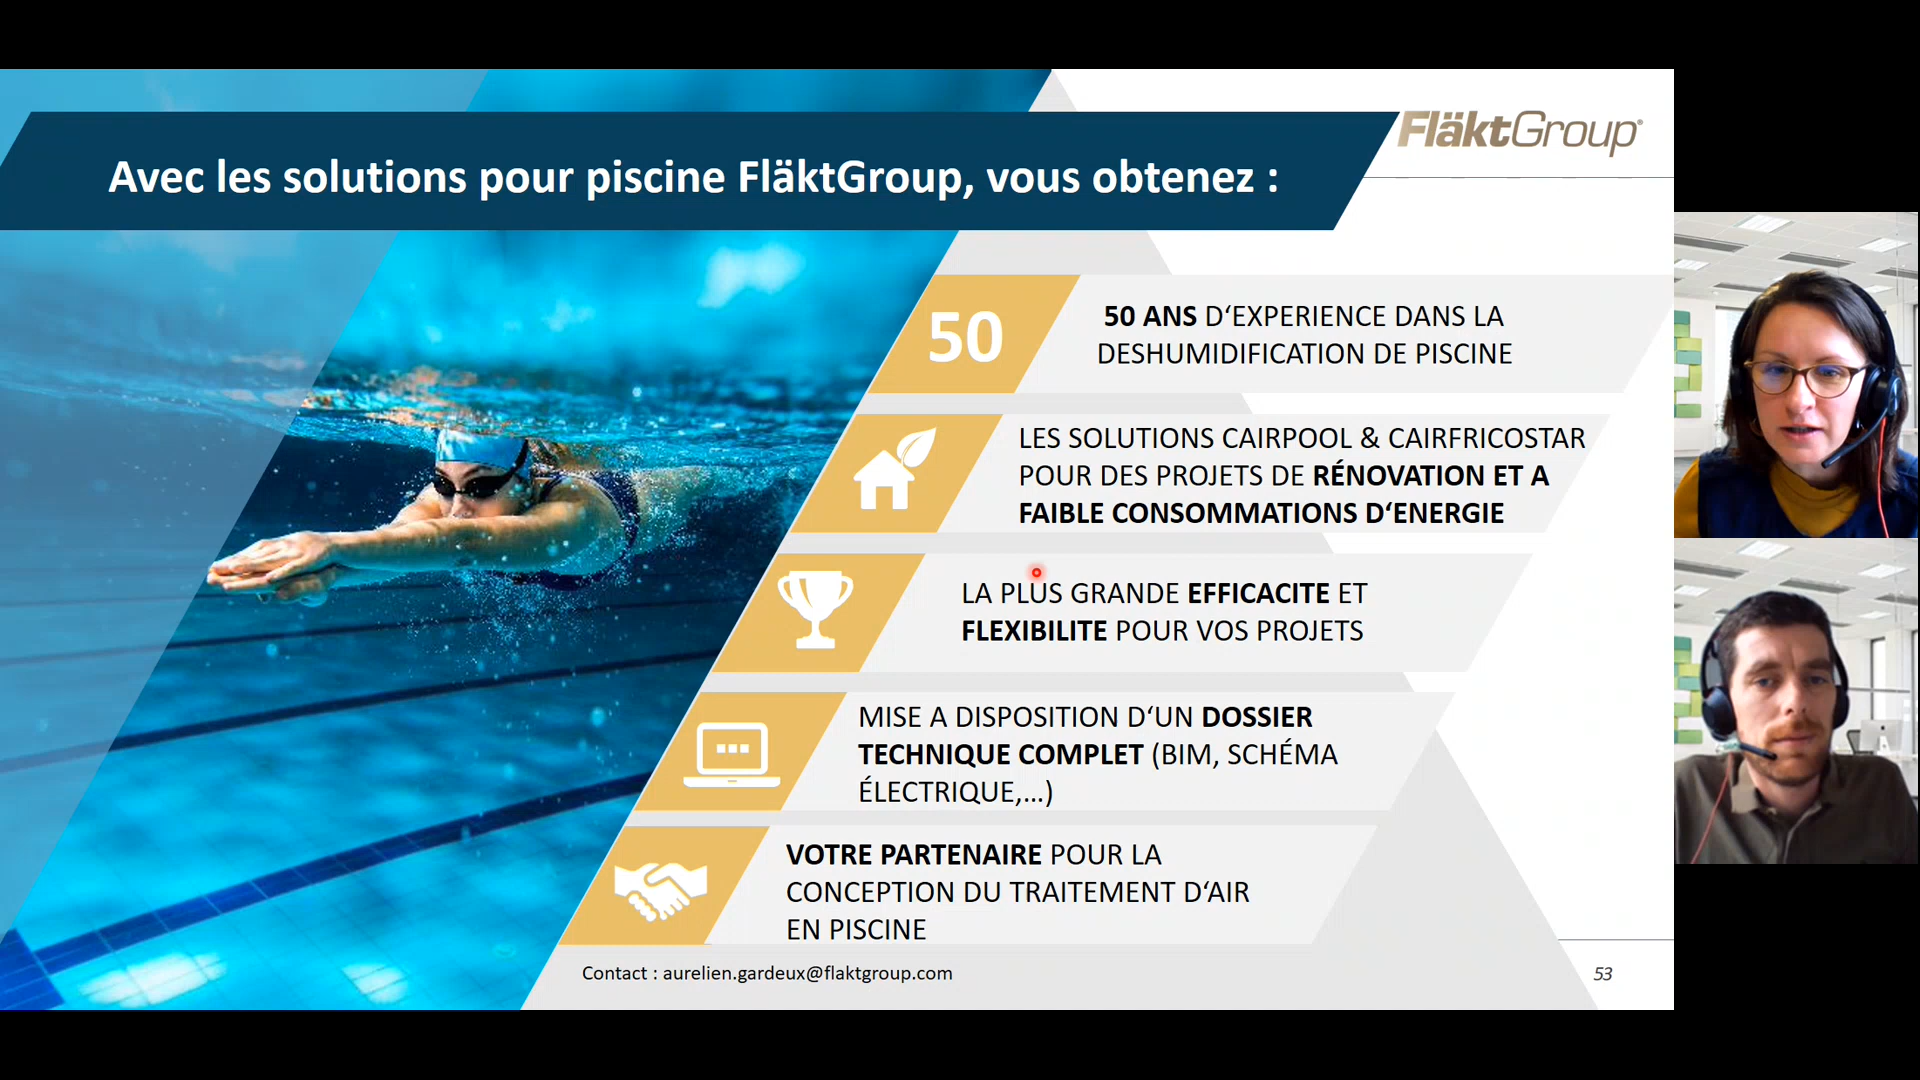 FläktGroup®
Avec les solutions pour piscine FläktGroup, vous obtenez :
50
50 ANS D‘EXPERIENCE DANS LA
DESHUMIDIFICATION DE PISCINE
LES SOLUTIONS CAIRPOOL & CAIRFRICOSTAR
POUR DES PROJETS DE RÉNOVATION ET A
FAIBLE CONSOMMATIONS D‘ENERGIE
LA PLUS GRANDE EFFICACITE ET
FLEXIBILITE POUR VOS PROJETS
MISE A DISPOSITION D‘UN DOSSIER
TECHNIQUE COMPLET (BIM, SCHÉMA
ÉLECTRIQUE,...)
VOTRE PARTENAIRE POUR LA
CONCEPTION DU TRAITEMENT D‘AIR
EN PISCINE
Contact : aurelien.gardeux@flaktgroup.com
53